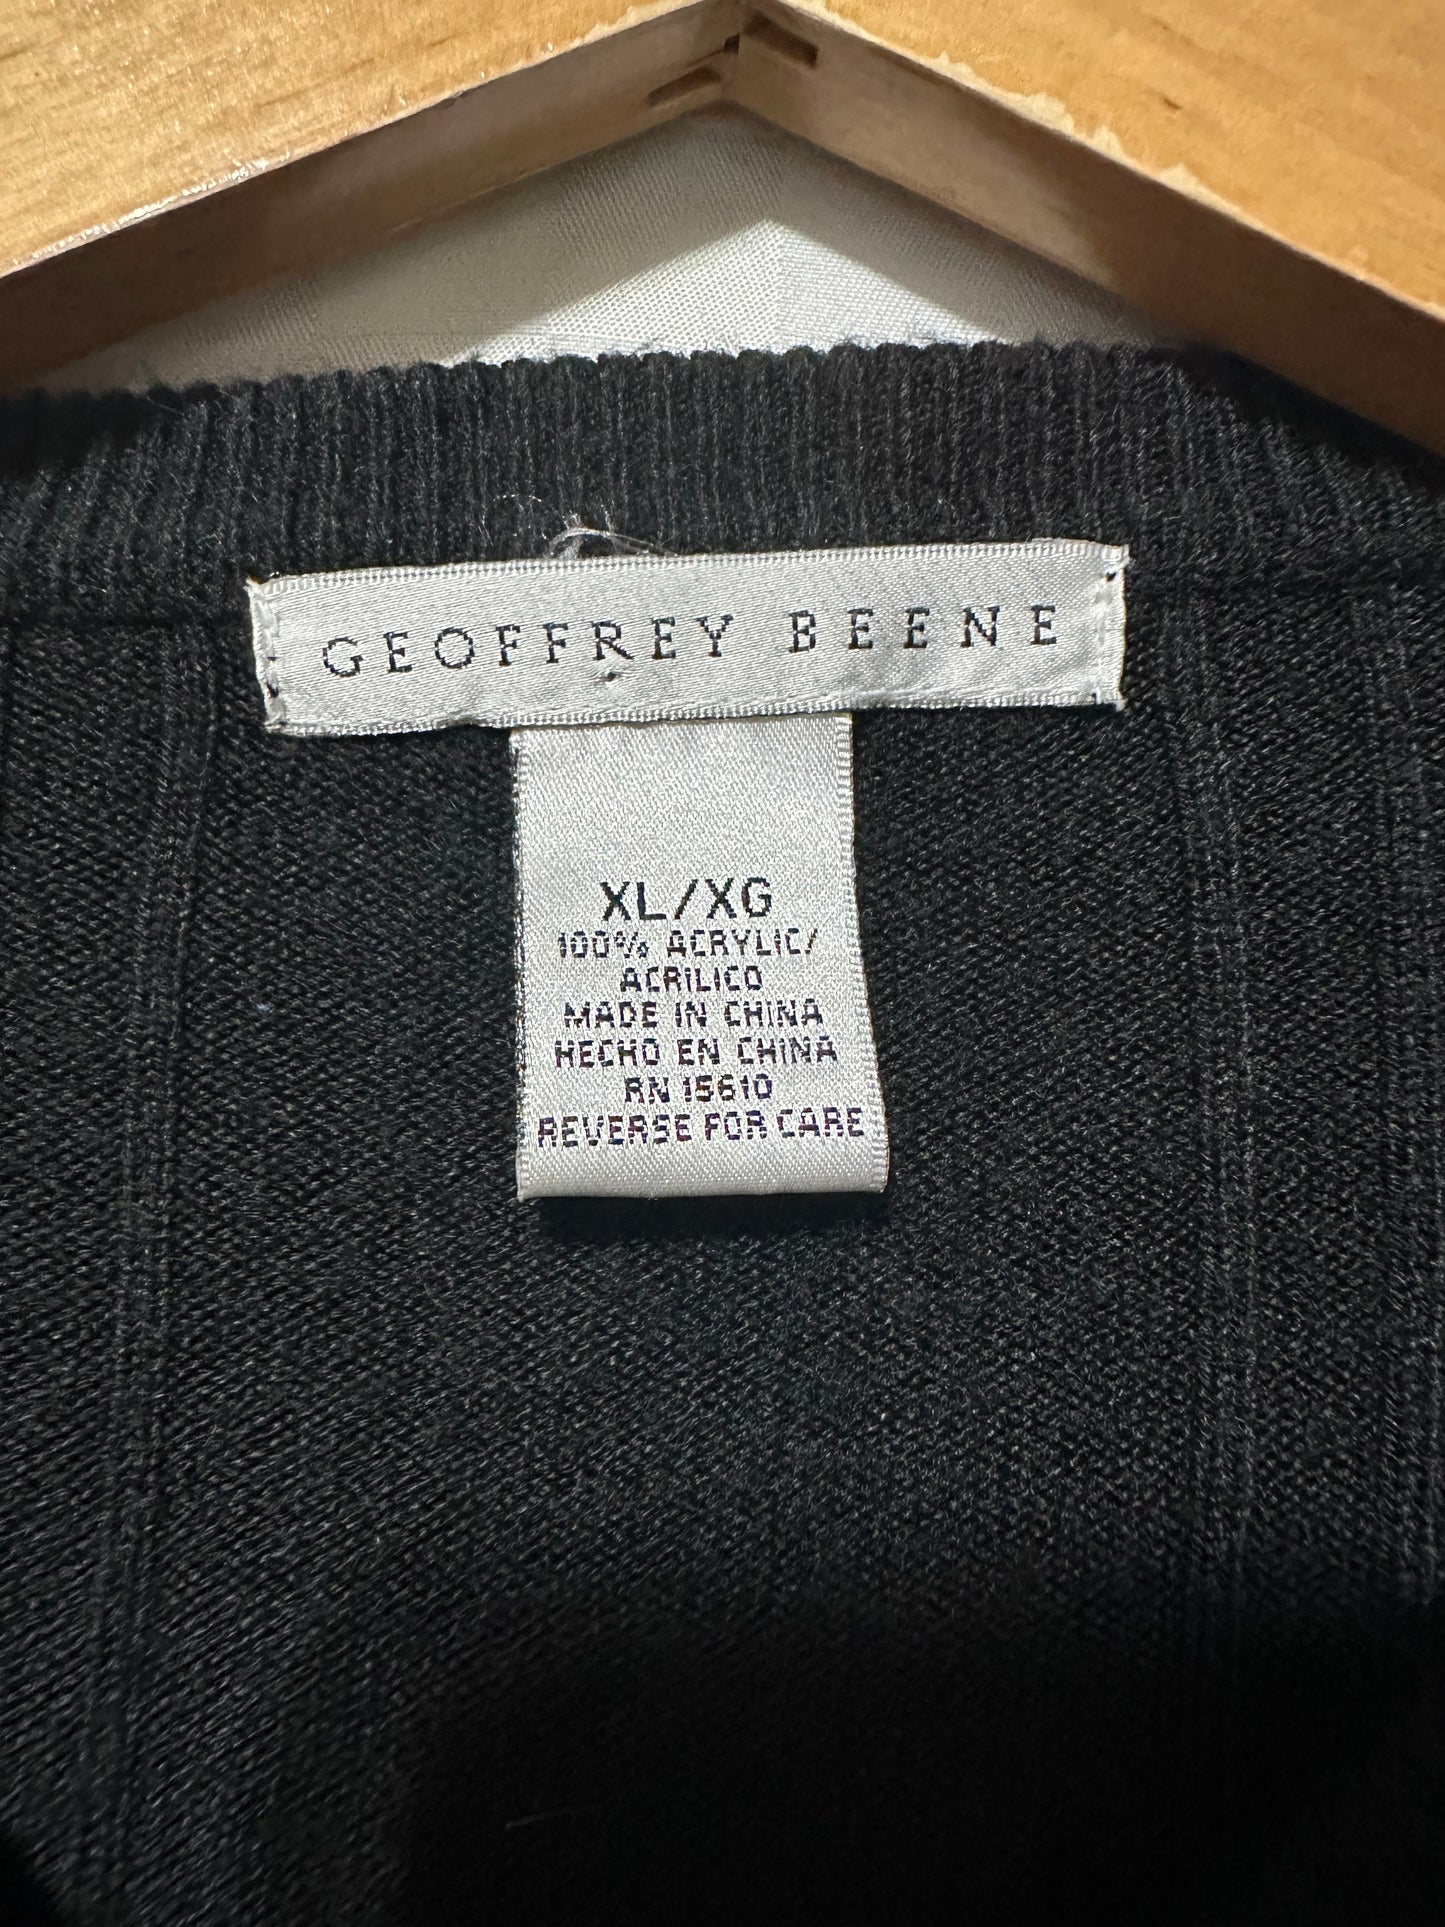 GEOFFREY BEENE
XL/XG
100% ACRYLIC/
ACRILICO
MADE IN CHINA
HECHO EN CHINA
RN 15610
REVERSE FOR CARE